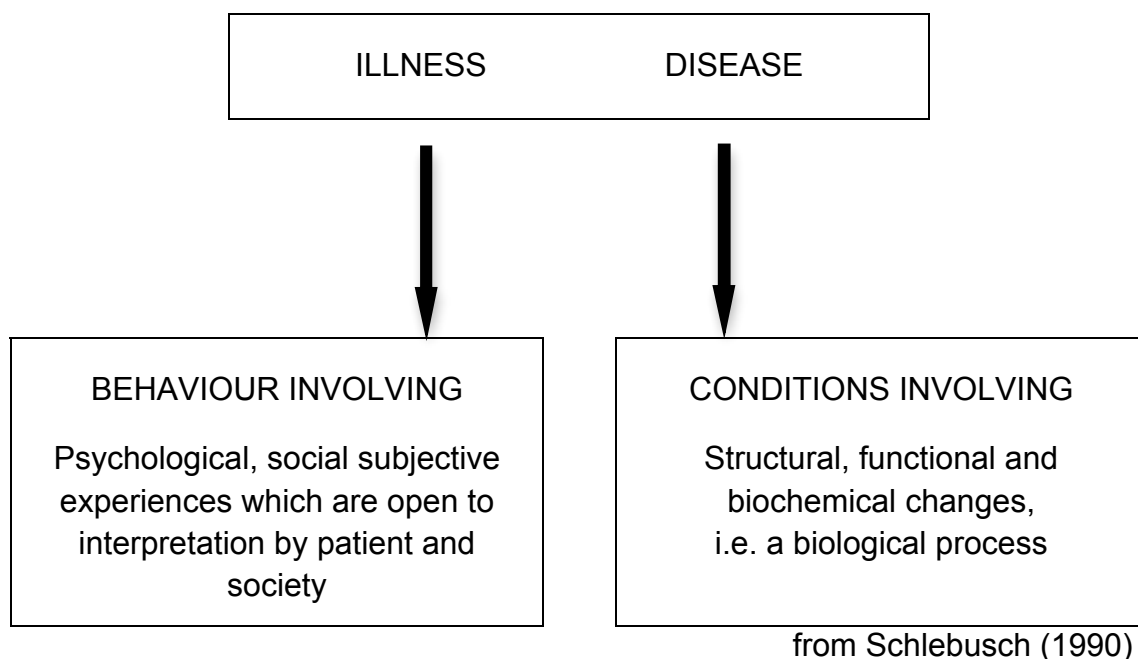 ILLNESS DISEASE
BEHAVIOUR INVOLVING
Psychological, social subjective
experiences which are open to
interpretation by patient and
society
CONDITIONS INVOLVING
Structural, functional and
biochemical changes,
i.e. a biological process
from Schlebusch (1990)